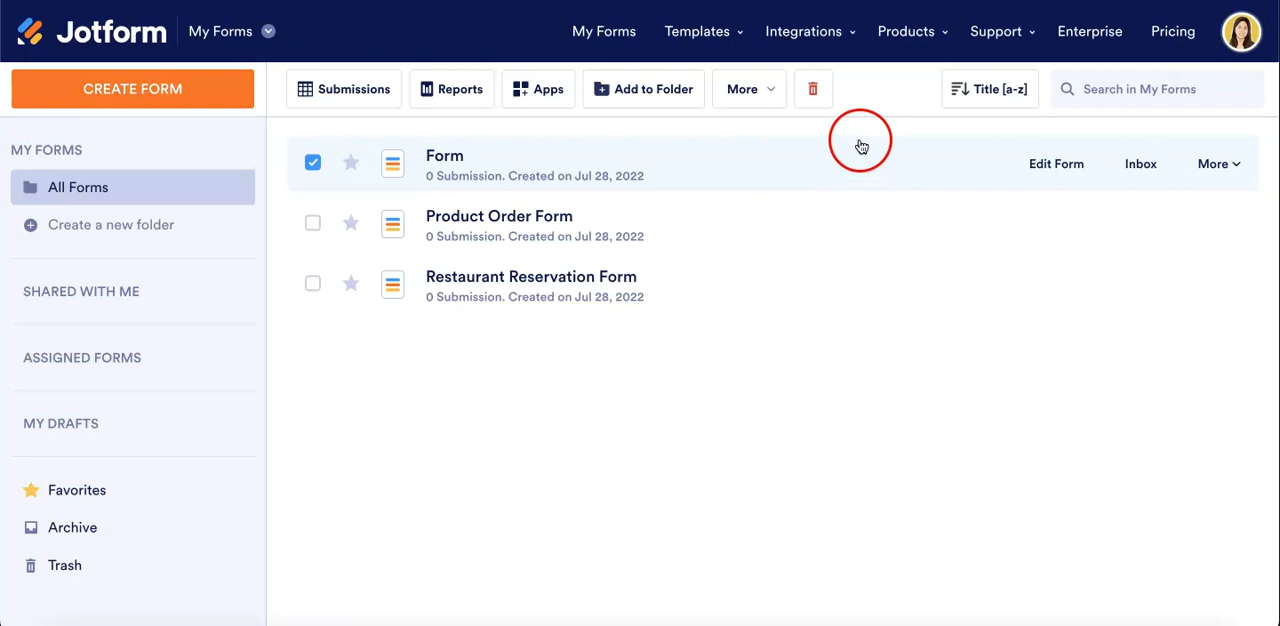 Jotform My Forms My Forms Templates Integrations Products Support Enterprise Pricing
CREATE FORM Submissions Reports Apps Add to Folder More Title [a-z] Search in My Forms
MY FORMS
All Forms
Create a new folder
SHARED WITH ME
ASSIGNED FORMS
MY DRAFTS
Favorites
Archive
Trash
Form
0 Submission. Created on Jul 28, 2022
Edit Form Inbox More
Product Order Form
0 Submission. Created on Jul 28, 2022
Restaurant Reservation Form
0 Submission. Created on Jul 28, 2022